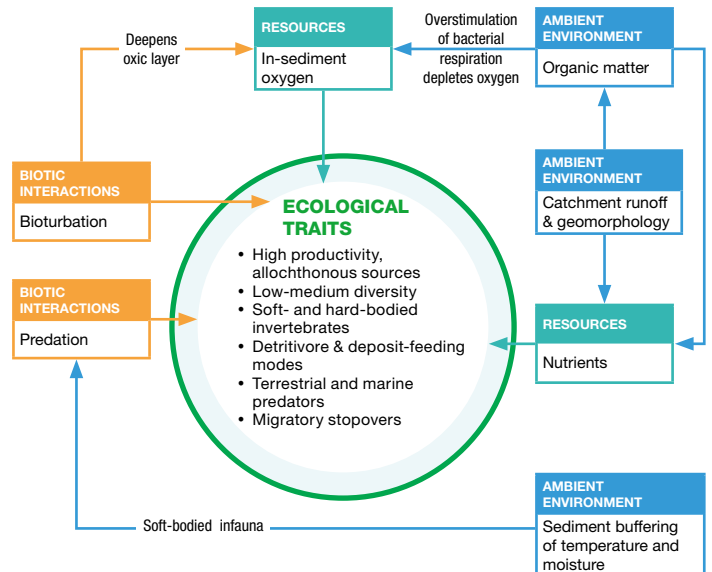 Deepens
oxic layer
RESOURCES
In-sediment
oxygen
Overstimulation
of bacterial
respiration
depletes oxygen
AMBIENT
ENVIRONMENT
Organic matter
BIOTIC
INTERACTIONS
Bioturbation
AMBIENT
ENVIRONMENT
Catchment runoff
& geomorphology
ECOLOGICAL
TRAITS
• High productivity,
allochthonous sources
• Low-medium diversity
• Soft- and hard-bodied
invertebrates
• Detritivore & deposit-feeding
modes
• Terrestrial and marine
predators
• Migratory stopovers
BIOTIC
INTERACTIONS
Predation
RESOURCES
Nutrients
Soft-bodied infauna
AMBIENT
ENVIRONMENT
Sediment buffering
of temperature and
moisture